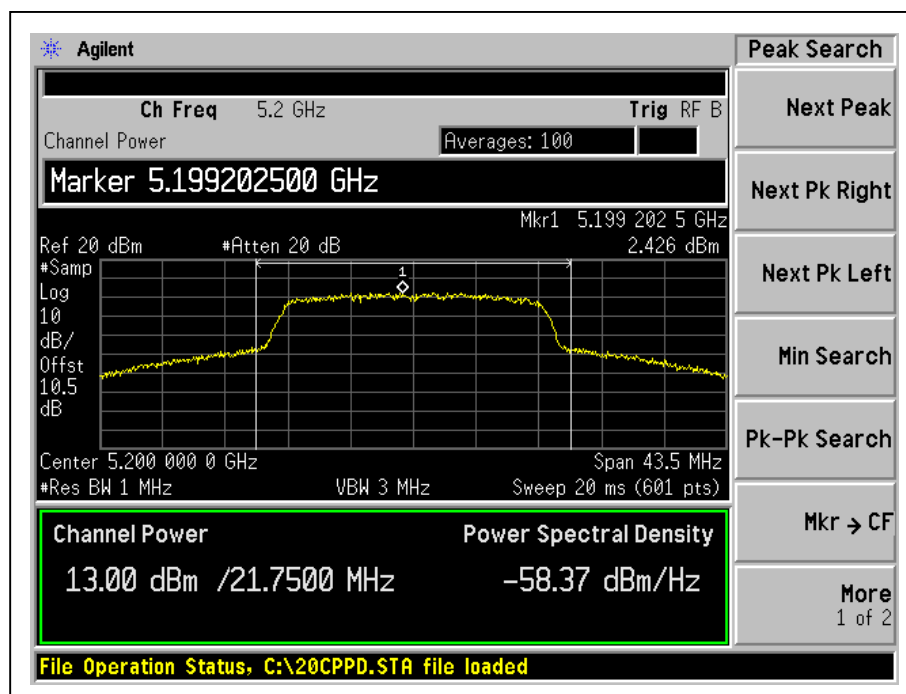 Agilent
Peak Search
Ch Freq 5.2 GHz Trig RF B
Channel Power Averages: 100
Marker 5.199202500 GHz
Mkr1 5.199 202 5 GHz
Ref 20 dBm #Atten 20 dB 2.426 dBm
#Samp
Log
10
dB/
Offst
10.5
dB
1
Center 5.200 000 0 GHz Span 43.5 MHz
#Res BW 1 MHz VBW 3 MHz Sweep 20 ms (601 pts)
Channel Power Power Spectral Density
13.00 dBm /21.7500 MHz -58.37 dBm/Hz
File Operation Status, C:\20CPPD.STA file loaded
Next Peak
Next Pk Right
Next Pk Left
Min Search
Pk-Pk Search
Mkr → CF
More
1 of 2